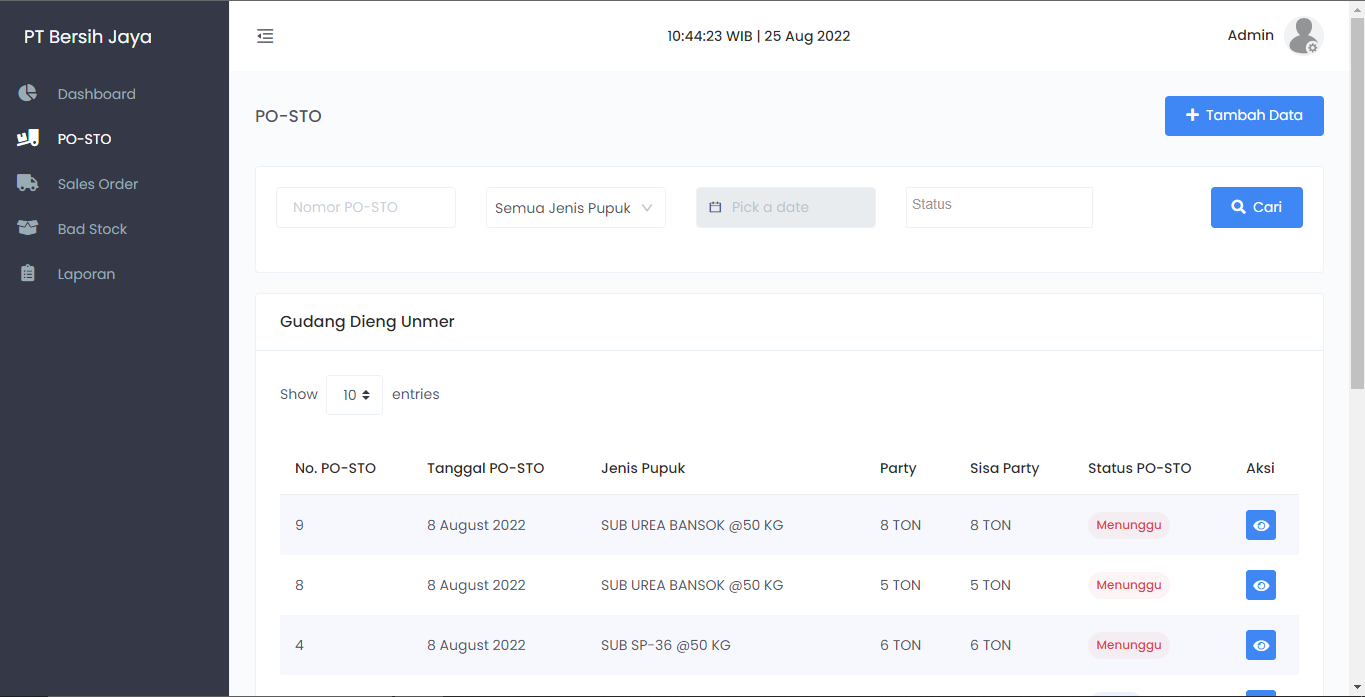 PT Bersih Jaya
10:44:23 WIB | 25 Aug 2022
Admin
Dashboard
PO-STO
Sales Order
Bad Stock
Laporan
PO-STO
Tambah Data
Nomor PO-STO
Semua Jenis Pupuk
Pick a date
Status
Cari
Gudang Dieng Unmer
Show 10 entries
No. PO-STO Tanggal PO-STO Jenis Pupuk Party Sisa Party Status PO-STO Aksi
9 8 August 2022 SUB UREA BANSOK @50 KG 8 TON 8 TON Menunggu
8 8 August 2022 SUB UREA BANSOK @50 KG 5 TON 5 TON Menunggu
4 8 August 2022 SUB SP-36 @50 KG 6 TON 6 TON Menunggu